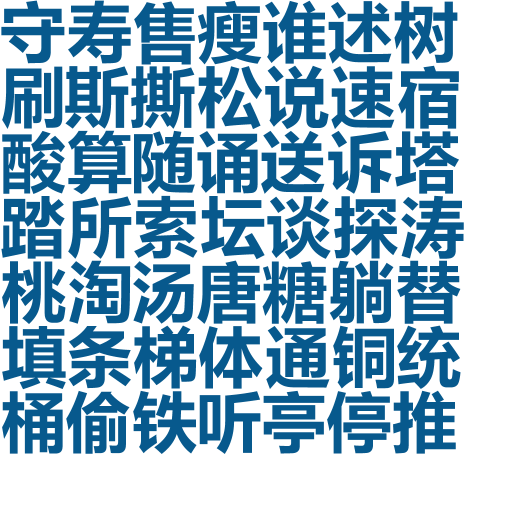 守寿售瘦谁述树
刷斯撕松说速宿
酸算随诵送诉塔
踏所索坛谈探涛
桃淘汤唐糖躺替
填条梯体通铜统
桶偷铁听亭停推